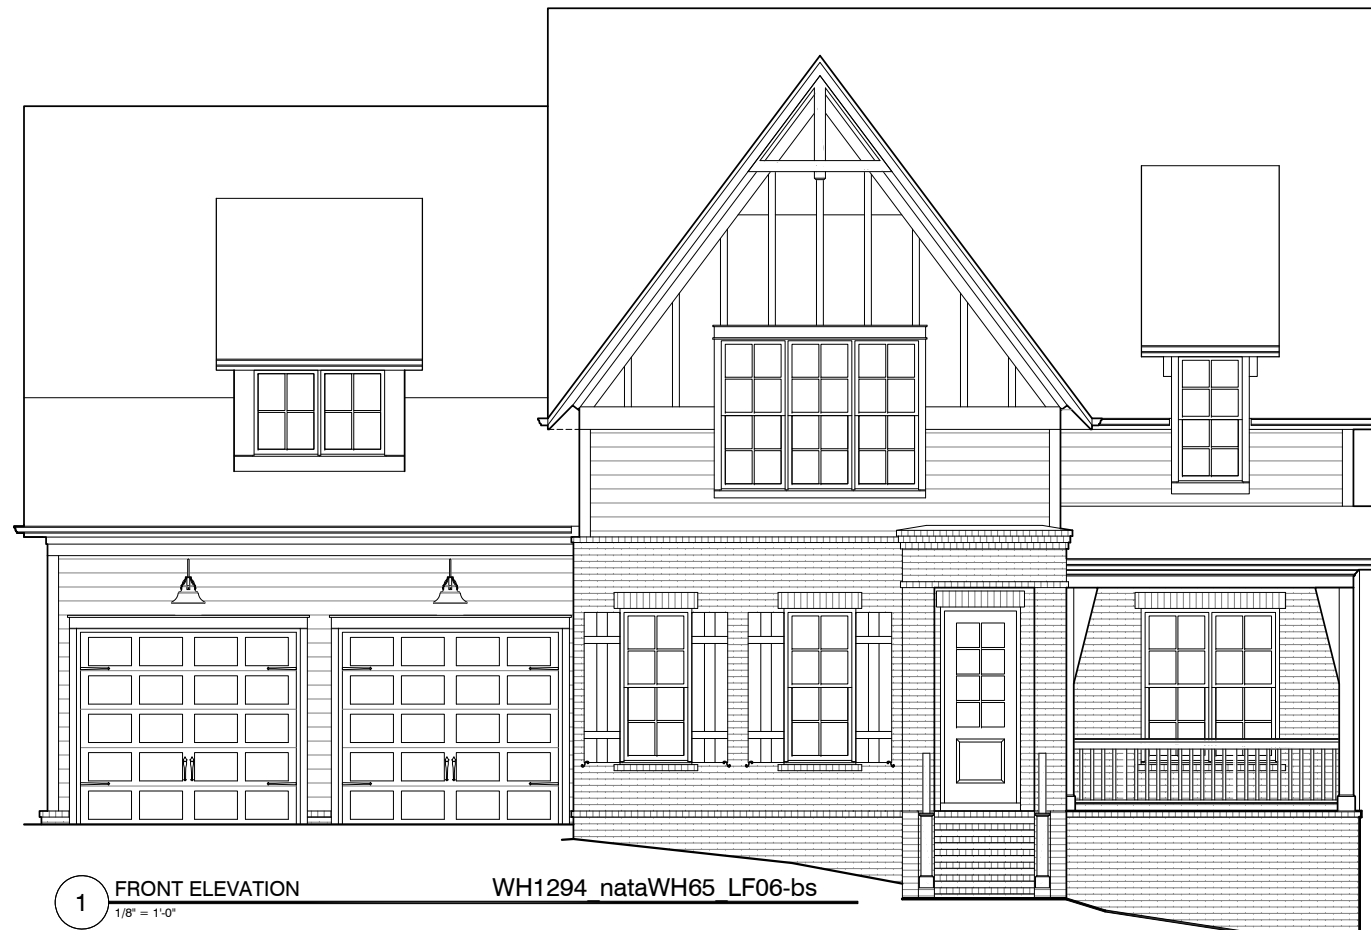 1
FRONT ELEVATION
1/8" = 1'-0"
WH1294_nataWH65_LF06-bs